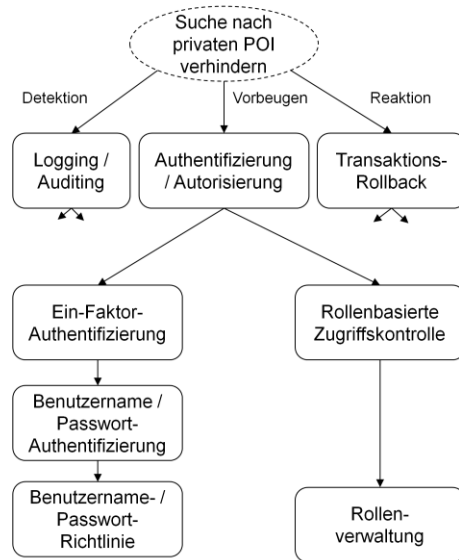 Suche nach
privaten POI
verhindern
Detektion
Vorbeugen
Reaktion
Logging /
Auditing
Authentifizierung
/ Autorisierung
Transaktions-
Rollback
Ein-Faktor-
Authentifizierung
Rollenbasierte
Zugriffskontrolle
Benutzername /
Passwort-
Authentifizierung
Benutzername- /
Passwort-
Richtlinie
Rollen-
verwaltung